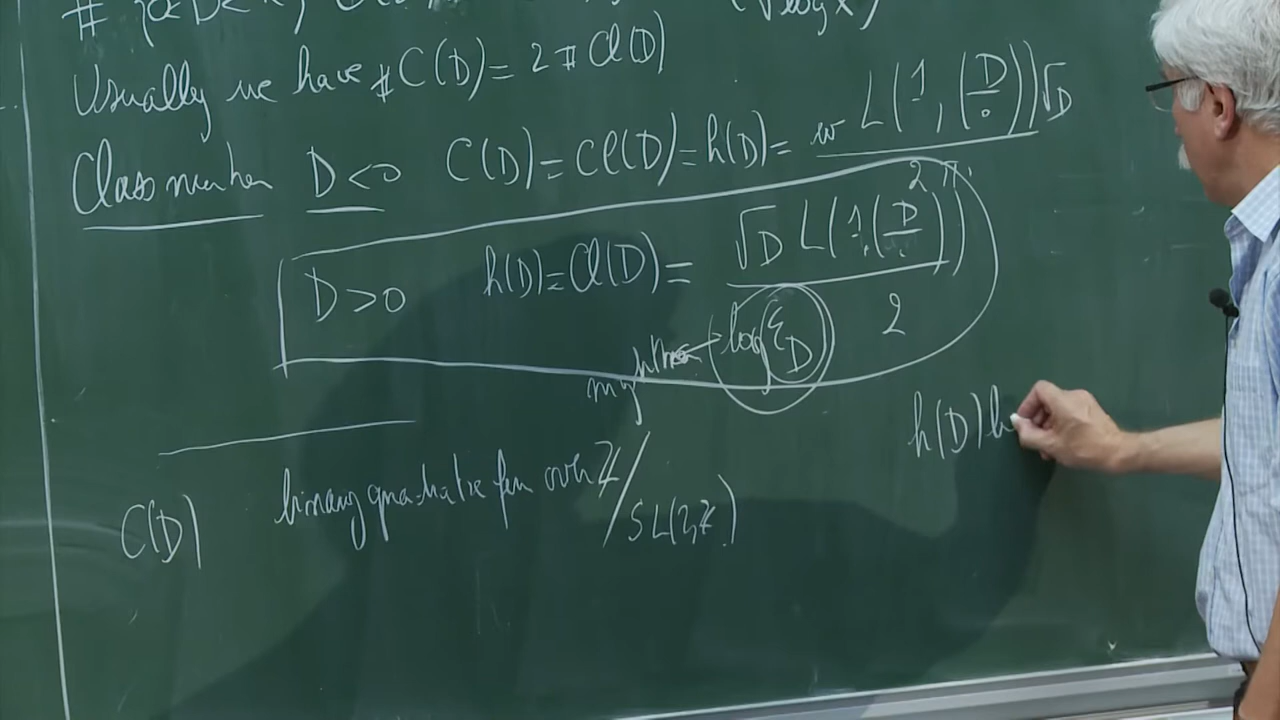 Usually we have # C(D) = 2 # Cl(D)
Class number D<0 C(D) = Cl(D) = h(D) = w L(1, (D/.)) √D / 2π.
D>0 h(D) = Cl(D) = √D L(1, (D/.)) / log ε_D 2
C(D) binary quadratic form over ℤ / SL(2,ℤ)
h(D) h